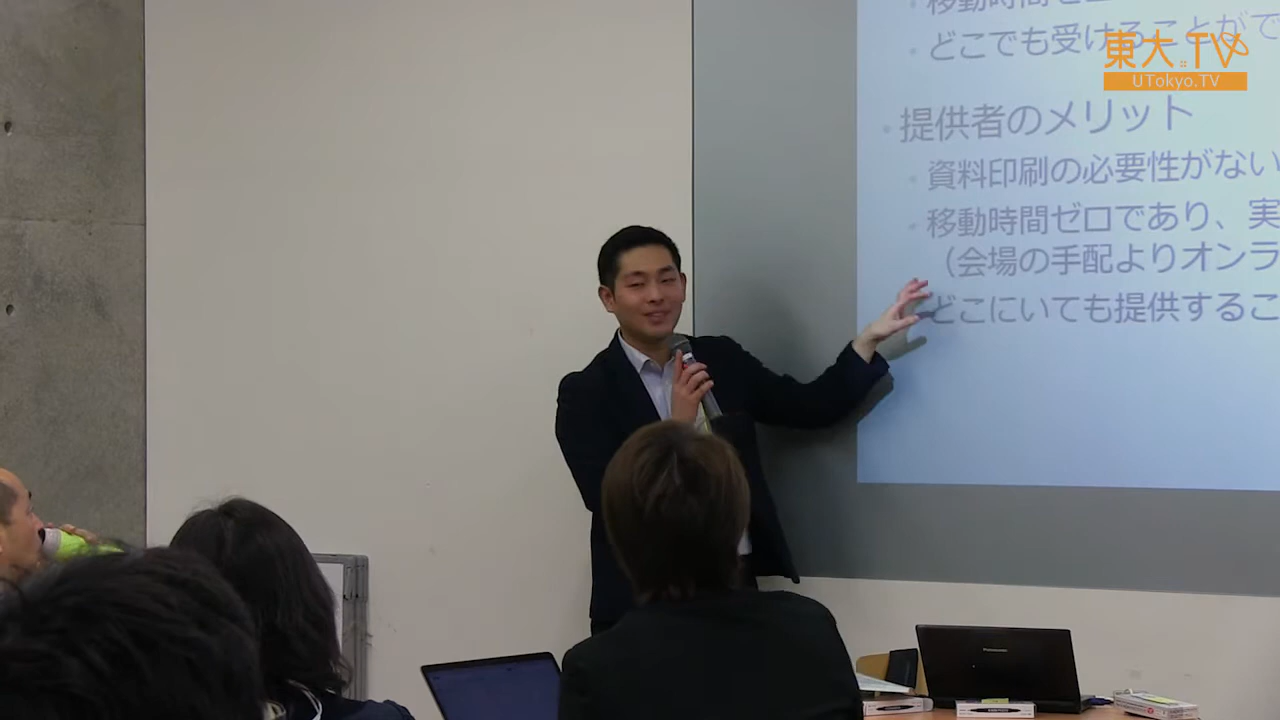 移動時間ゼロ
どこでも受けることがで
東大TV
UTokyo.TV
提供者のメリット
資料印刷の必要性がない
移動時間ゼロであり、実
（会場の手配よりオンラ
どこにいても提供するこ
Panasonic